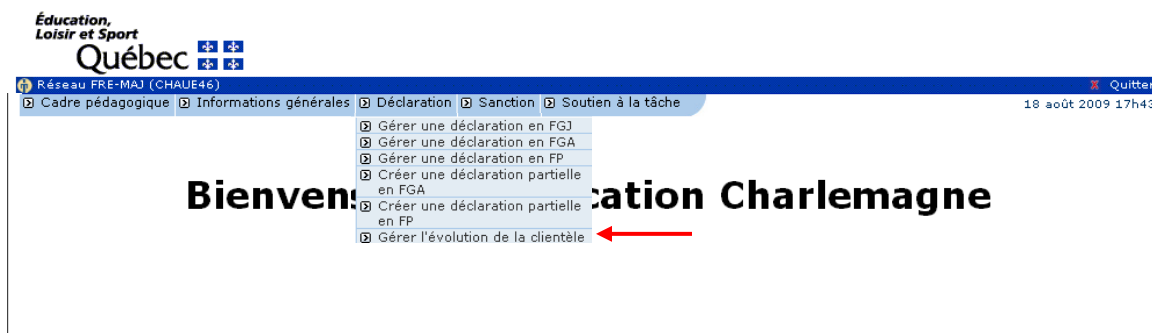 Éducation,
Loisir et Sport
Québec
Réseau FRE-MAJ (CHAUE46) Quitter
Cadre pédagogique Informations générales Déclaration Sanction Soutien à la tâche 18 août 2009 17h43
Gérer une déclaration en FGJ
Gérer une déclaration en FGA
Gérer une déclaration en FP
Créer une déclaration partielle
en FGA
Bienven cation Charlemagne
Créer une déclaration partielle
en FP
Gérer l'évolution de la clientèle